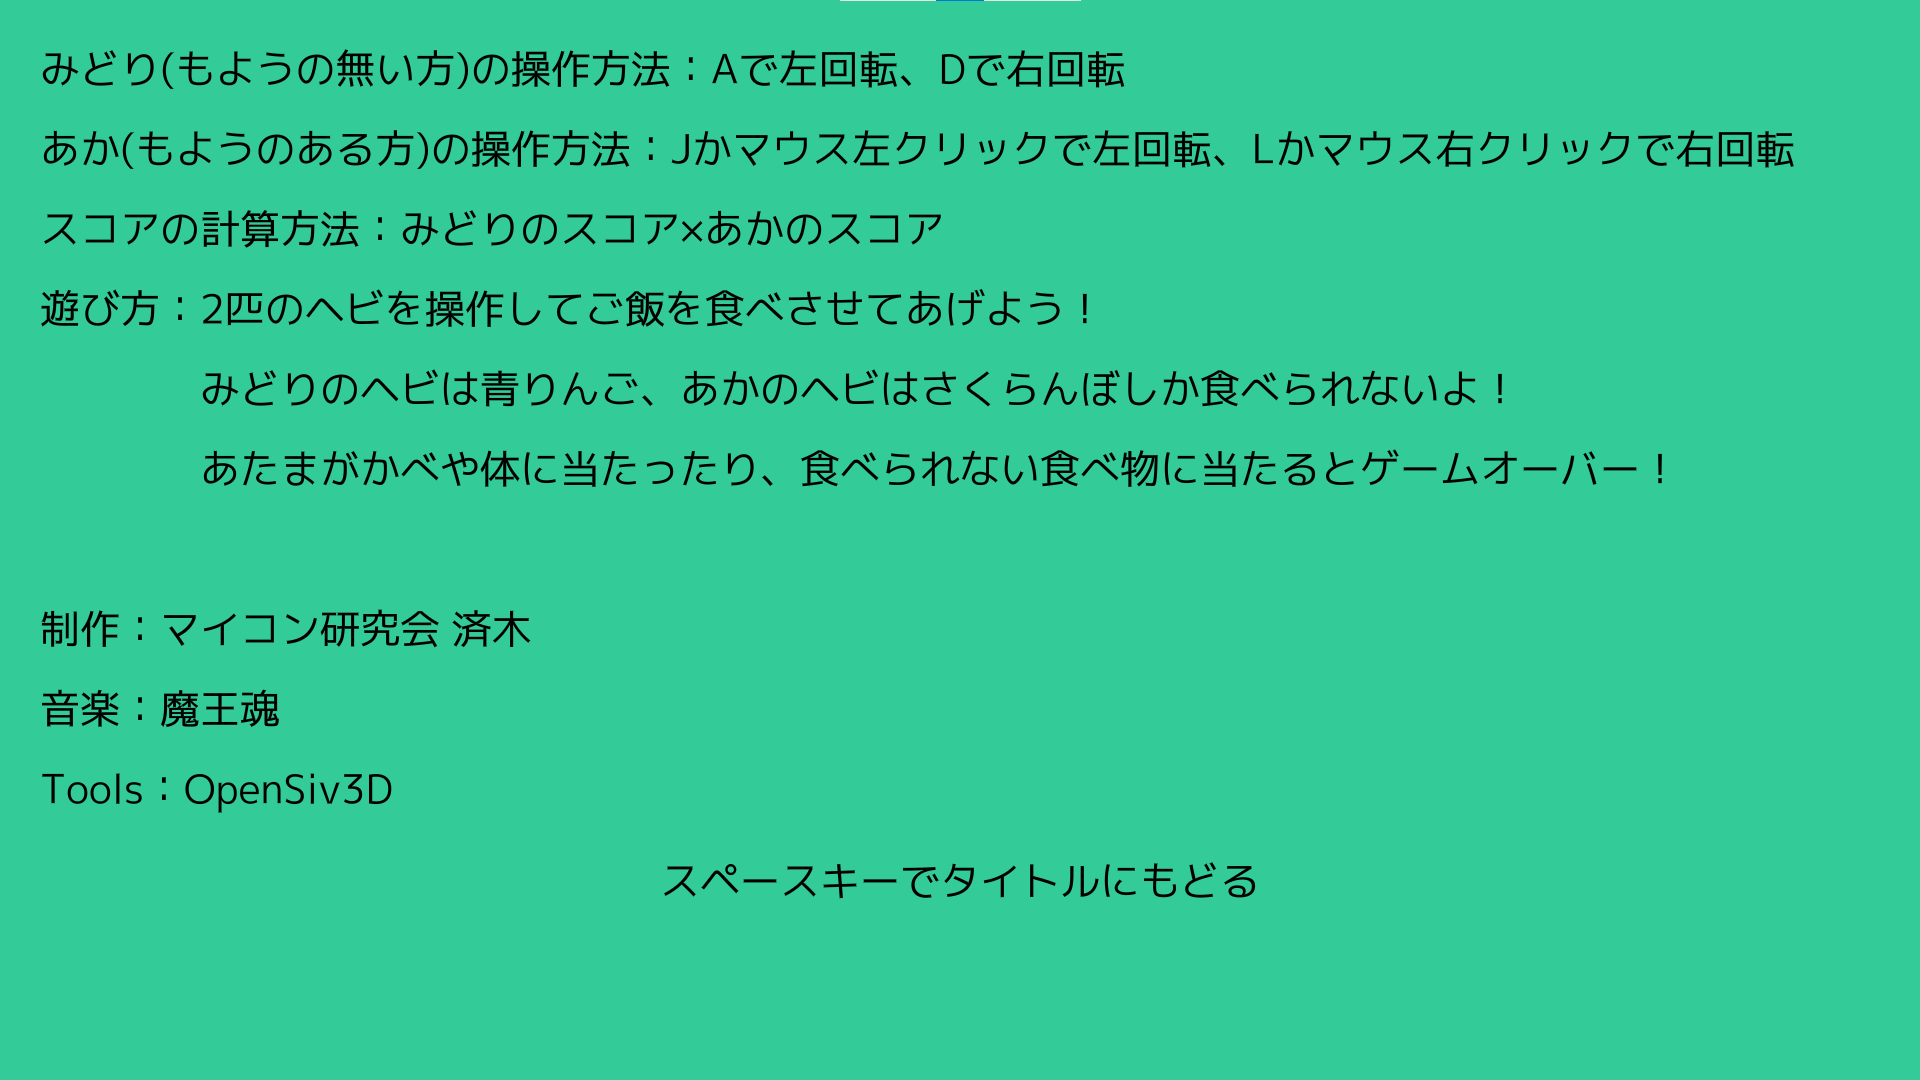 みどり(もようの無い方)の操作方法：Aで左回転、Dで右回転
あか(もようのある方)の操作方法：Jかマウス左クリックで左回転、Lかマウス右クリックで右回転
スコアの計算方法：みどりのスコア×あかのスコア
遊び方：2匹のヘビを操作してご飯を食べさせてあげよう！
みどりのヘビは青りんご、あかのヘビはさくらんぼしか食べられないよ！
あたまがかべや体に当たったり、食べられない食べ物に当たるとゲームオーバー！
制作：マイコン研究会 済木
音楽：魔王魂
Tools：OpenSiv3D
スペースキーでタイトルにもどる